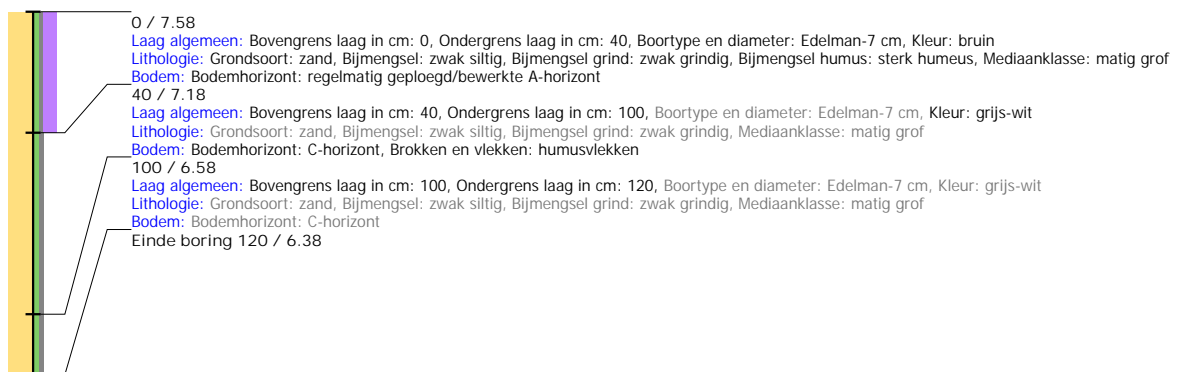 0 / 7.58
Laag algemeen: Bovengrens laag in cm: 0, Ondergrens laag in cm: 40, Boortype en diameter: Edelman-7 cm, Kleur: bruin
Lithologie: Grondsoort: zand, Bijmengsel: zwak siltig, Bijmengsel grind: zwak grindig, Bijmengsel humus: sterk humeus, Mediaanklasse: matig grof
Bodem: Bodemhorizont: regelmatig geploegd/bewerkte A-horizont
40 / 7.18
Laag algemeen: Bovengrens laag in cm: 40, Ondergrens laag in cm: 100, Boortype en diameter: Edelman-7 cm, Kleur: grijs-wit
Lithologie: Grondsoort: zand, Bijmengsel: zwak siltig, Bijmengsel grind: zwak grindig, Mediaanklasse: matig grof
Bodem: Bodemhorizont: C-horizont, Brokken en vlekken: humusvlekken
100 / 6.58
Laag algemeen: Bovengrens laag in cm: 100, Ondergrens laag in cm: 120, Boortype en diameter: Edelman-7 cm, Kleur: grijs-wit
Lithologie: Grondsoort: zand, Bijmengsel: zwak siltig, Bijmengsel grind: zwak grindig, Mediaanklasse: matig grof
Bodem: Bodemhorizont: C-horizont
Einde boring 120 / 6.38